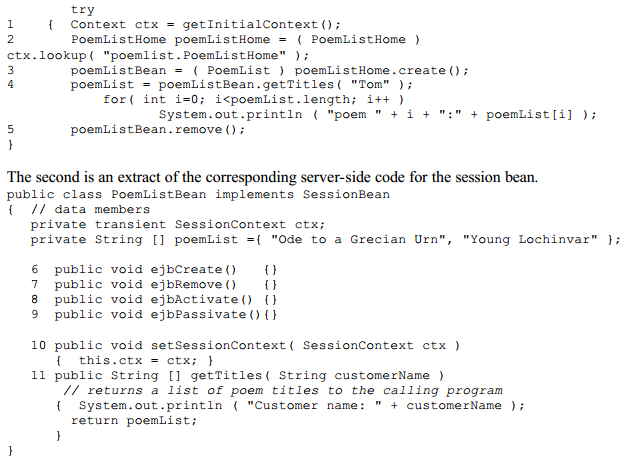 try
1 { Context ctx = getInitialContext();
2 PoemListHome poemListHome = ( PoemListHome )
ctx.lookup( "poemlist.PoemListHome" );
3 poemListBean = ( PoemList ) poemListHome.create();
4 poemList = poemListBean.getTitles( "Tom" );
for( int i=0; i<poemList.length; i++ )
System.out.println ( "poem " + i + ":" + poemList[i] );
5 poemListBean.remove();
}
The second is an extract of the corresponding server-side code for the session bean.
public class PoemListBean implements SessionBean
{ // data members
private transient SessionContext ctx;
private String [] poemList ={ "Ode to a Grecian Urn", "Young Lochinvar" };
6 public void ejbCreate() {}
7 public void ejbRemove() {}
8 public void ejbActivate() {}
9 public void ejbPassivate(){}
10 public void setSessionContext( SessionContext ctx )
{ this.ctx = ctx; }
11 public String [] getTitles( String customerName )
// returns a list of poem titles to the calling program
{ System.out.println ( "Customer name: " + customerName );
return poemList;
}
}